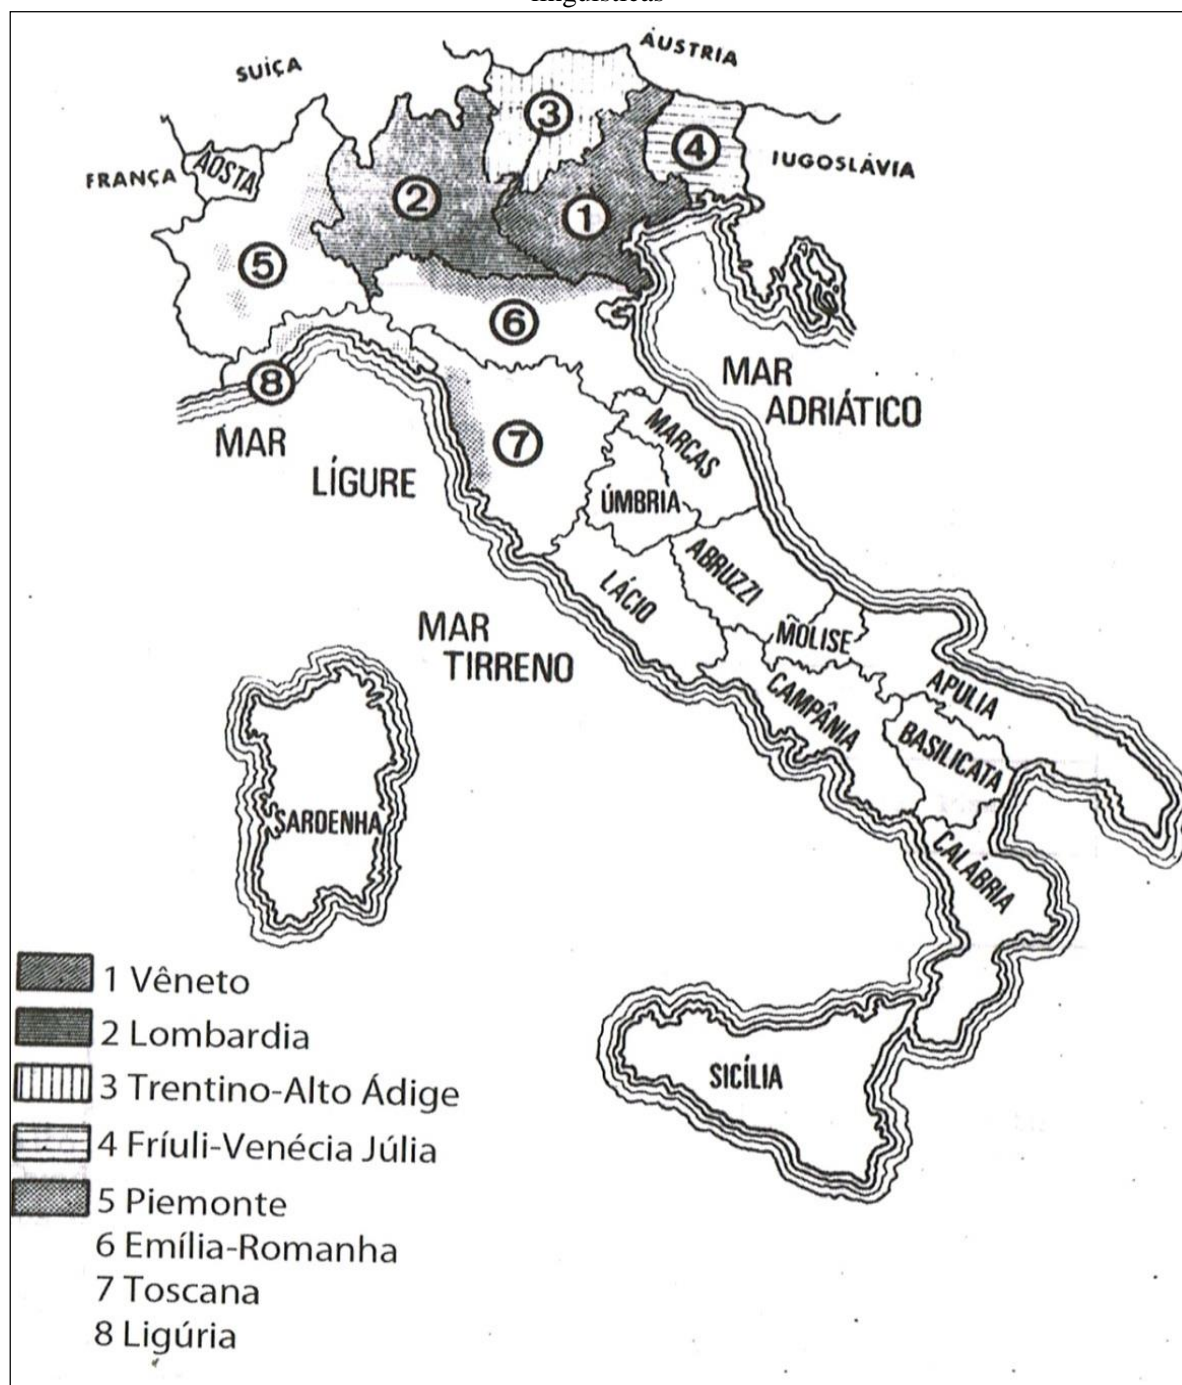 linguísticas
SUIÇA
ÁUSTRIA
FRANÇA
AOSTA
IUGOSLÁVIA
3
4
2
1
5
6
8
7
MAR
ADRIÁTICO
MAR
LÍGURE
MARCAS
ÚMBRIA
ABRUZZI
LÁCIO
MOLISE
MAR
TIRRENO
APULIA
CAMPÂNIA
BASILICATA
SARDENHA
CALÁBRIA
SICÍLIA
1 Vêneto
2 Lombardia
3 Trentino-Alto Ádige
4 Fríuli-Venécia Júlia
5 Piemonte
6 Emília-Romanha
7 Toscana
8 Ligúria